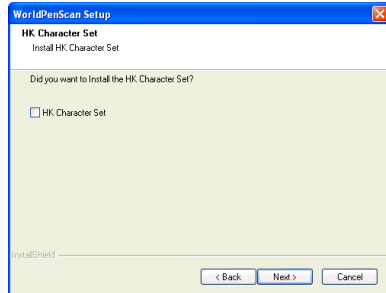 WorldPenScan Setup
HK Character Set
Install HK Character Set
Did you want to Install the HK Character Set?
HK Character Set
InstallShield
< Back
Next >
Cancel